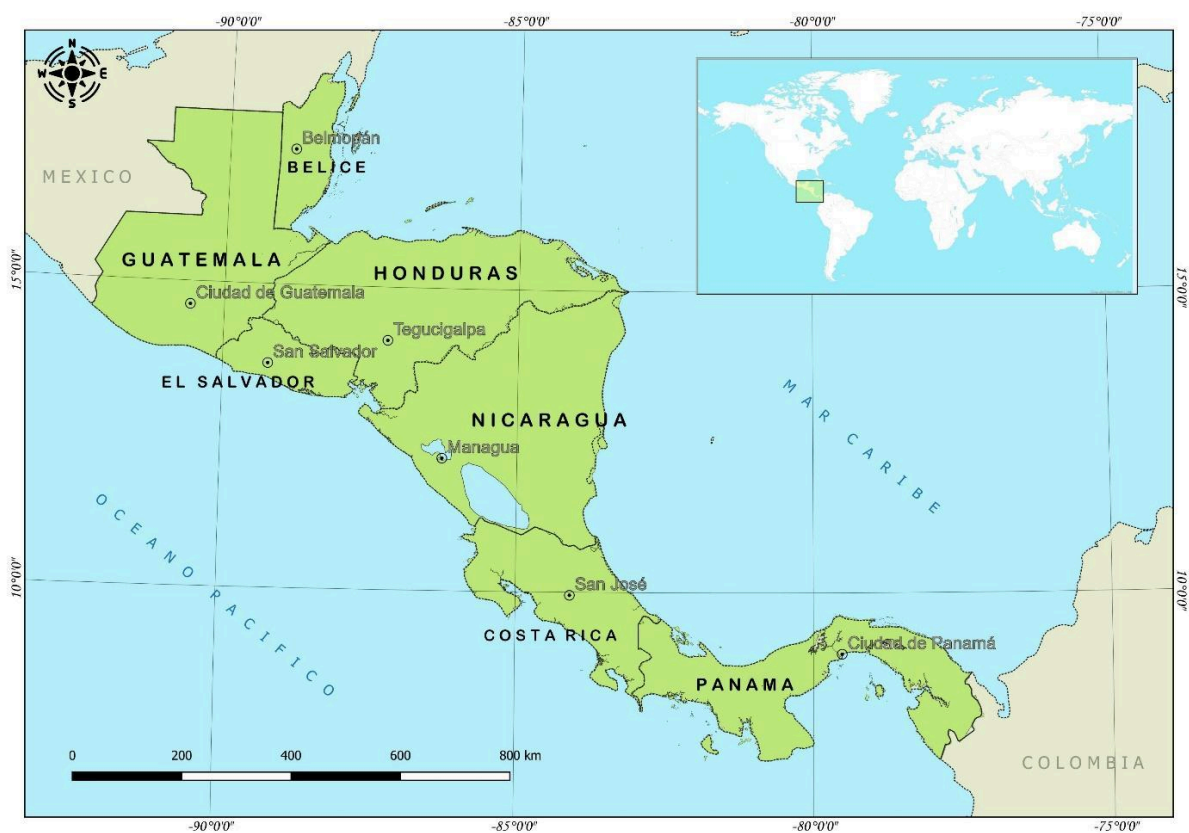 -90°0'0"
-85°0'0"
-80°0'0"
-75°0'0"
N
W E
S
MEXICO
Belmopán
BELICE
GUATEMALA
HONDURAS
15°0'0"
15°0'0"
Ciudad de Guatemala
Tegucigalpa
San Salvador
EL SALVADOR
NICARAGUA
MAR CARIBE
Managua
OCEANO PACIFICO
10°0'0"
10°0'0"
San José
COSTA RICA
Ciudad de Panamá
PANAMA
0 200 400 600 800 km
COLOMBIA
-90°0'0"
-85°0'0"
-80°0'0"
-75°0'0"